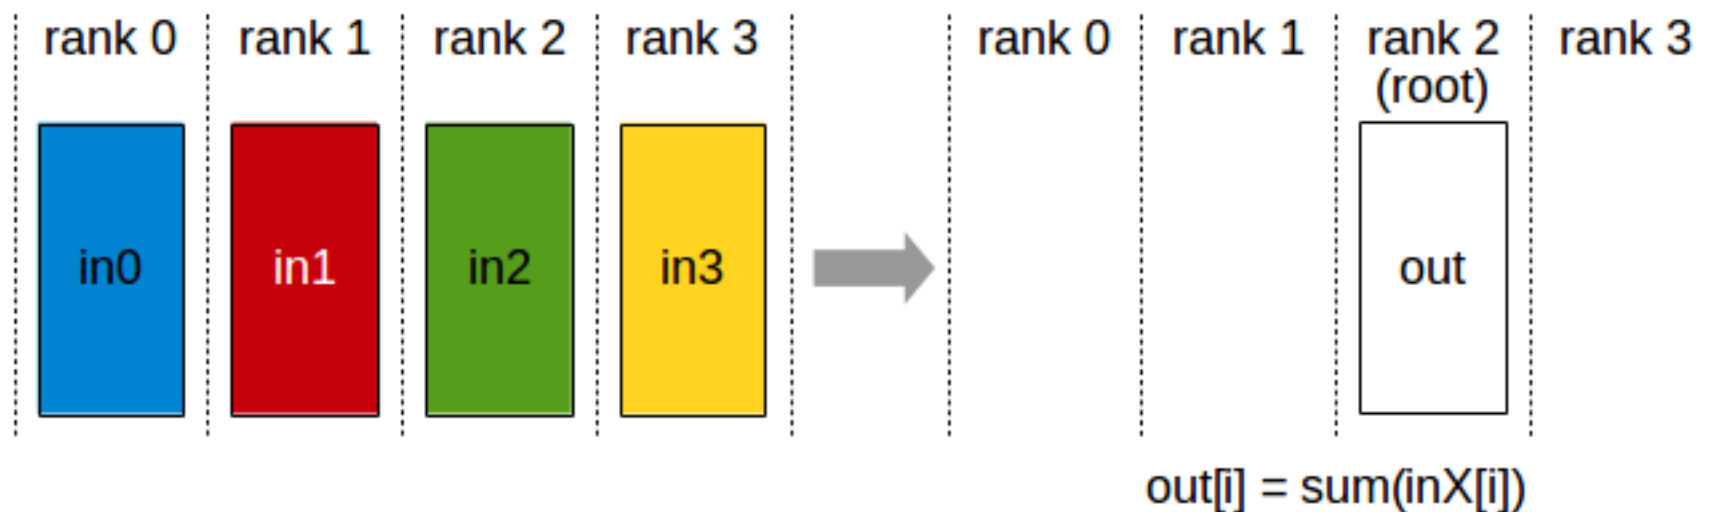 rank 0 rank 1 rank 2 rank 3 rank 0 rank 1 rank 2 rank 3
(root)
in0 in1 in2 in3 out
out[i] = sum(inX[i])